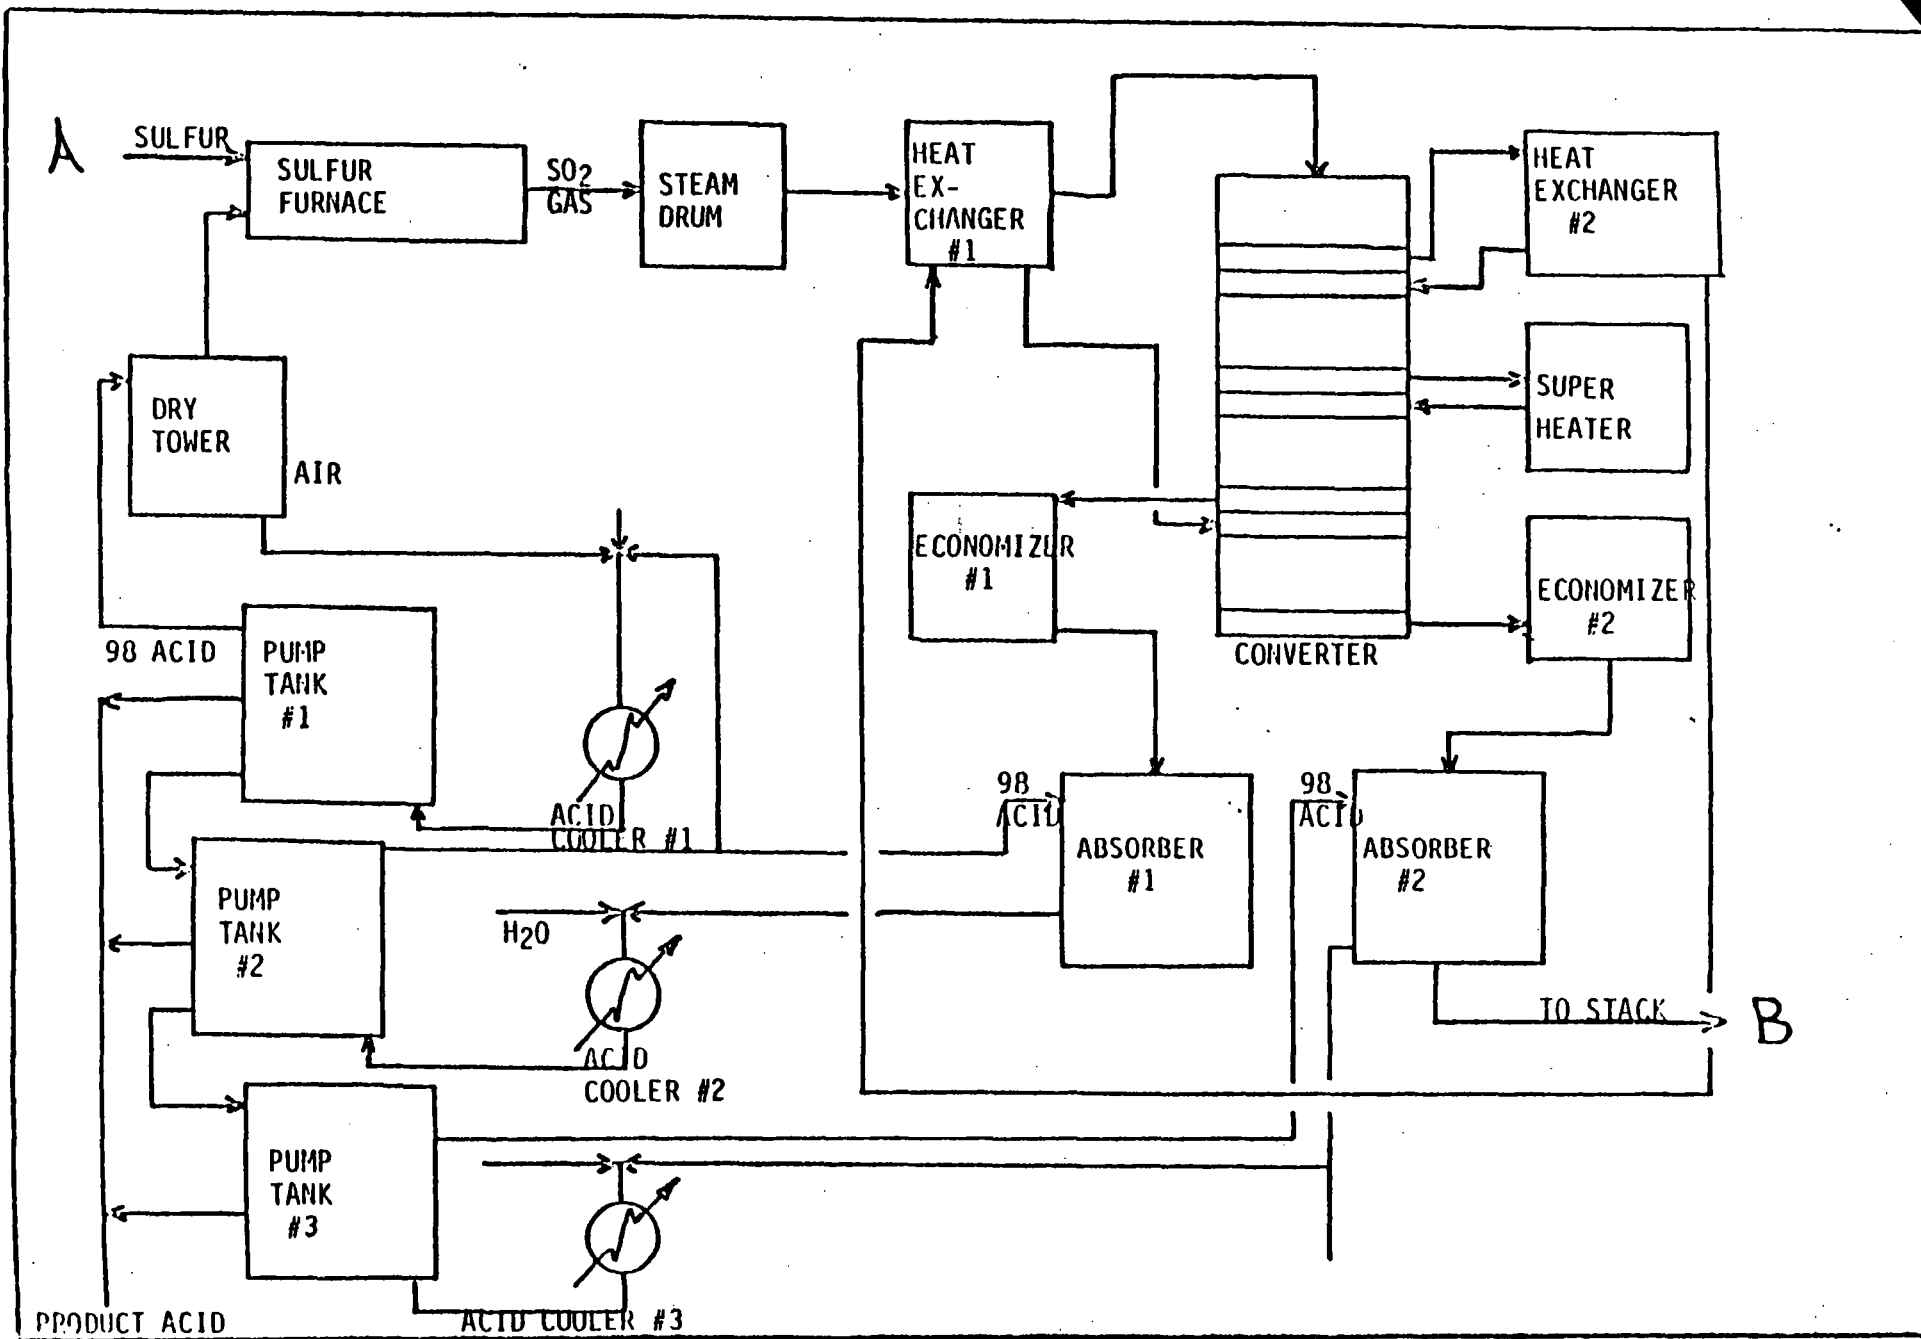 A
SULFUR
SULFUR
FURNACE
SO2
GAS
STEAM
DRUM
HEAT
EX-
CHANGER
#1
HEAT
EXCHANGER
#2
DRY
TOWER
AIR
SUPER
HEATER
ECONOMIZER
#1
ECONOMIZER
#2
CONVERTER
98 ACID
PUMP
TANK
#1
ACID
COOLER #1
98
ACID
ABSORBER
#1
98
ACID
ABSORBER
#2
PUMP
TANK
#2
H2O
ACID
COOLER #2
TO STACK
B
PUMP
TANK
#3
PRODUCT ACID
ACID COOLER #3